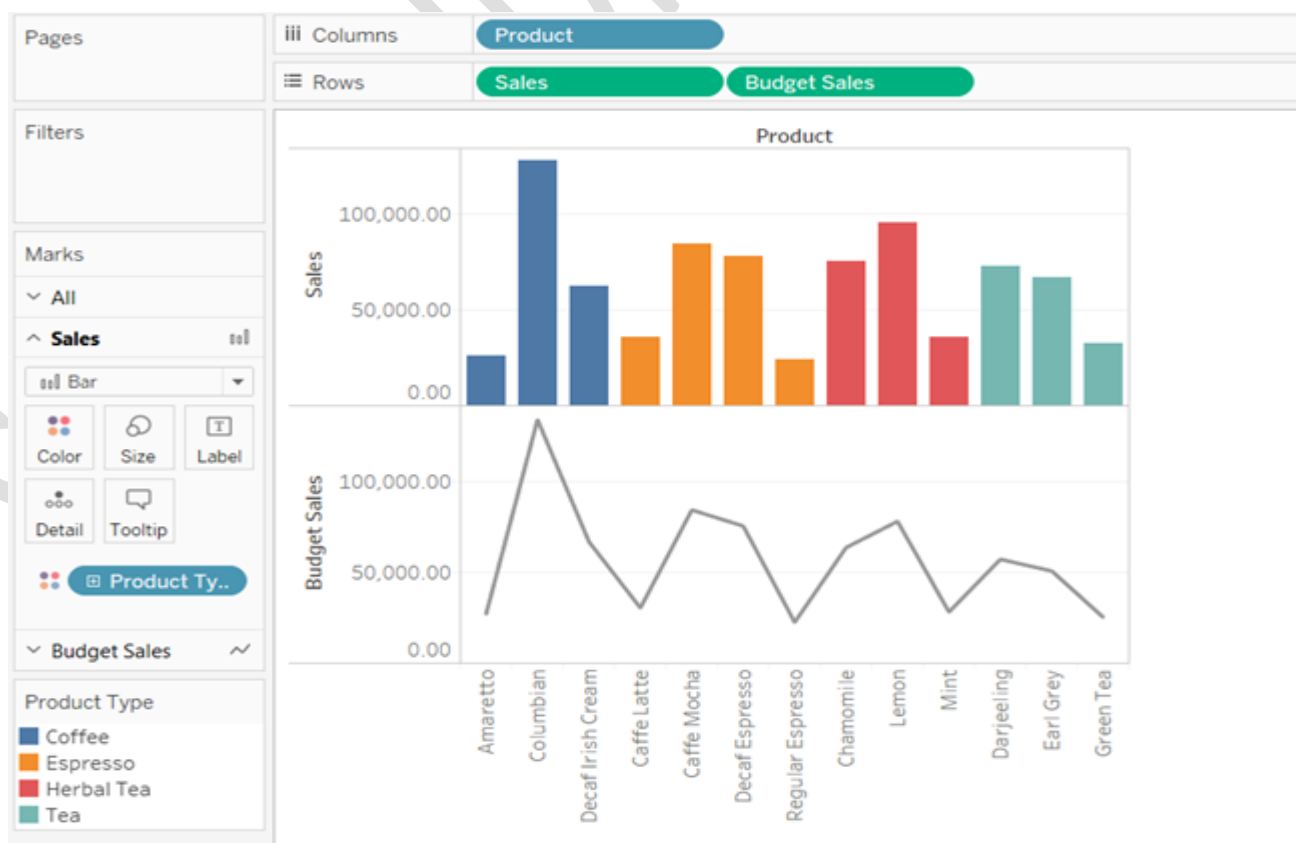 Pages
Columns
Product
Rows
Sales
Budget Sales
Filters
Marks
All
Sales
Bar
Color
Size
Label
Detail
Tooltip
Product Ty..
Budget Sales
Product Type
Coffee
Espresso
Herbal Tea
Tea
Product
Sales
100,000.00
50,000.00
0.00
Budget Sales
100,000.00
50,000.00
0.00
Amaretto
Columbian
Decaf Irish Cream
Caffe Latte
Caffe Mocha
Decaf Espresso
Regular Espresso
Chamomile
Lemon
Mint
Darjeeling
Earl Grey
Green Tea